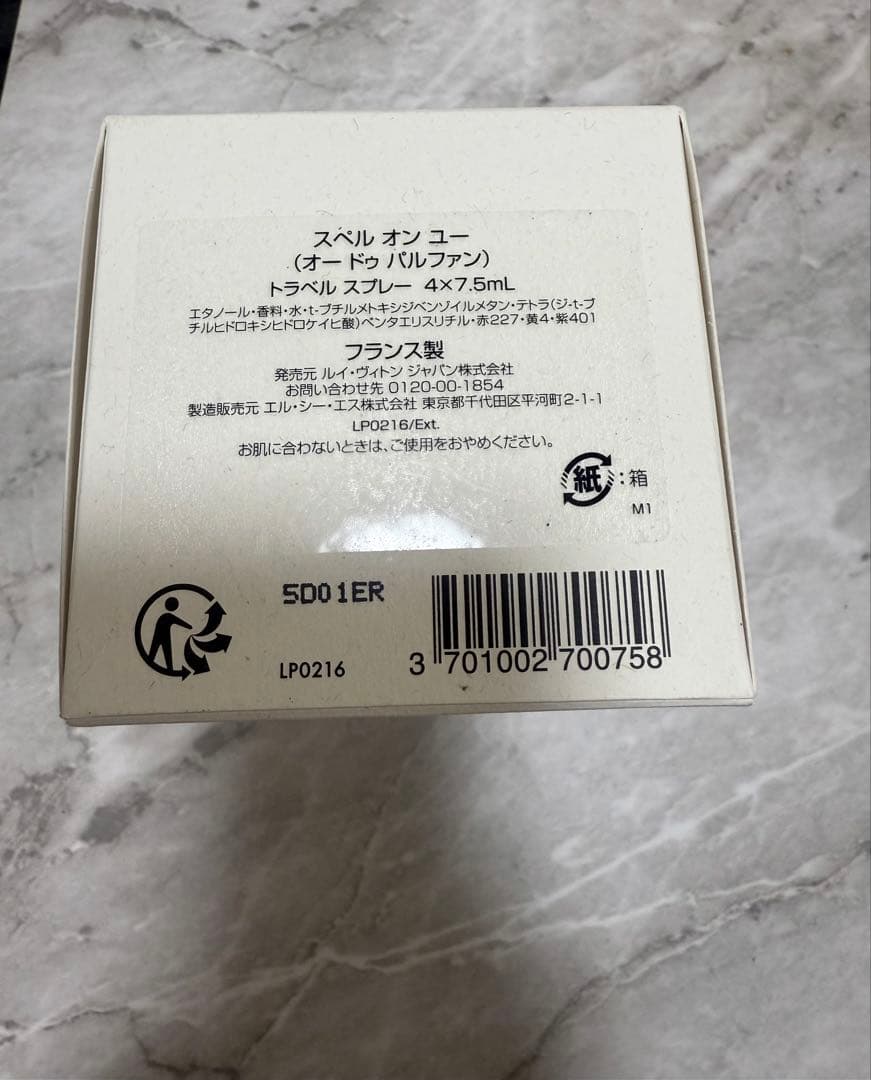 スペル オン ユー
(オー ドゥ パルファン)
トラベル スプレー 4×7.5mL
エタノール・香料・水・t-ブチルメトキシジベンゾイルメタン・テトラ(ジ-t-ブ
チルヒドロキシヒドロケイヒ酸)ペンタエリスリチル・赤227・黄4・紫401
フランス製
発売元 ルイ・ヴィトン ジャパン株式会社
お問い合わせ先 0120-00-1854
製造販売元 エル・シー・エス株式会社 東京都千代田区平河町2-1-1
LP0216/Ext.
お肌に合わないときは、ご使用をおやめください。
紙:箱
M1
5D01ER
LP0216
3 701002 700758